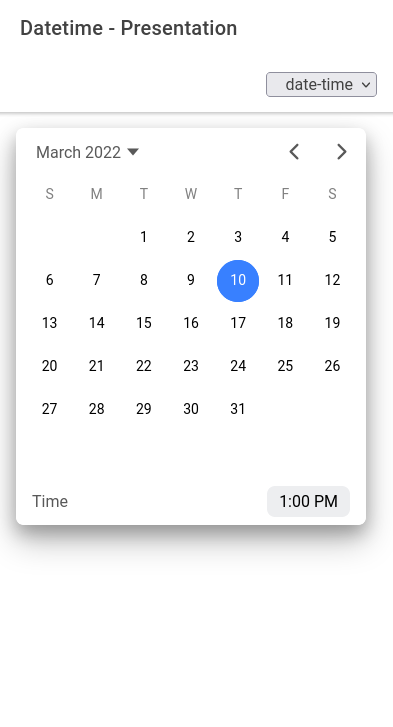 Datetime - Presentation
date-time
March 2022
S M T W T F S
1 2 3 4 5
6 7 8 9 10 11 12
13 14 15 16 17 18 19
20 21 22 23 24 25 26
27 28 29 30 31
Time 1:00 PM